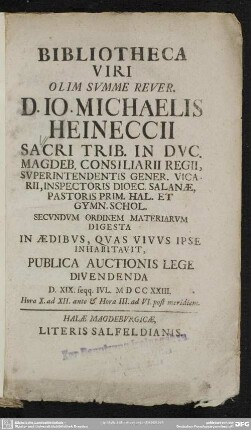 BIBLIOTHECA
VIRI
OLIM SVMME REVER.
D. IO. MICHAELIS
HEINECCII
SACRI TRIB. IN DVC.
MAGDEB. CONSILIARII REGII,
SVPERINTENDENTIS GENER. VICA-
RII, INSPECTORIS DIOEC. SALANÆ,
PASTORIS PRIM. HAL. ET
GYMN. SCHOL.
SECVNDVM ORDINEM MATERIARVM
DIGESTA
IN ÆDIBVS, QVAS VIVVS IPSE
INHABITAVIT,
PUBLICA AUCTIONIS LEGE
DIVENDENDA
D. XIX. seqq. IVL. MDCCXXIII.
Hora X. ad XII. ante & Hora III. ad VI. post meridiem.
HALÆ MAGDEBVRGICÆ,
LITERIS SALFELDIANIS.